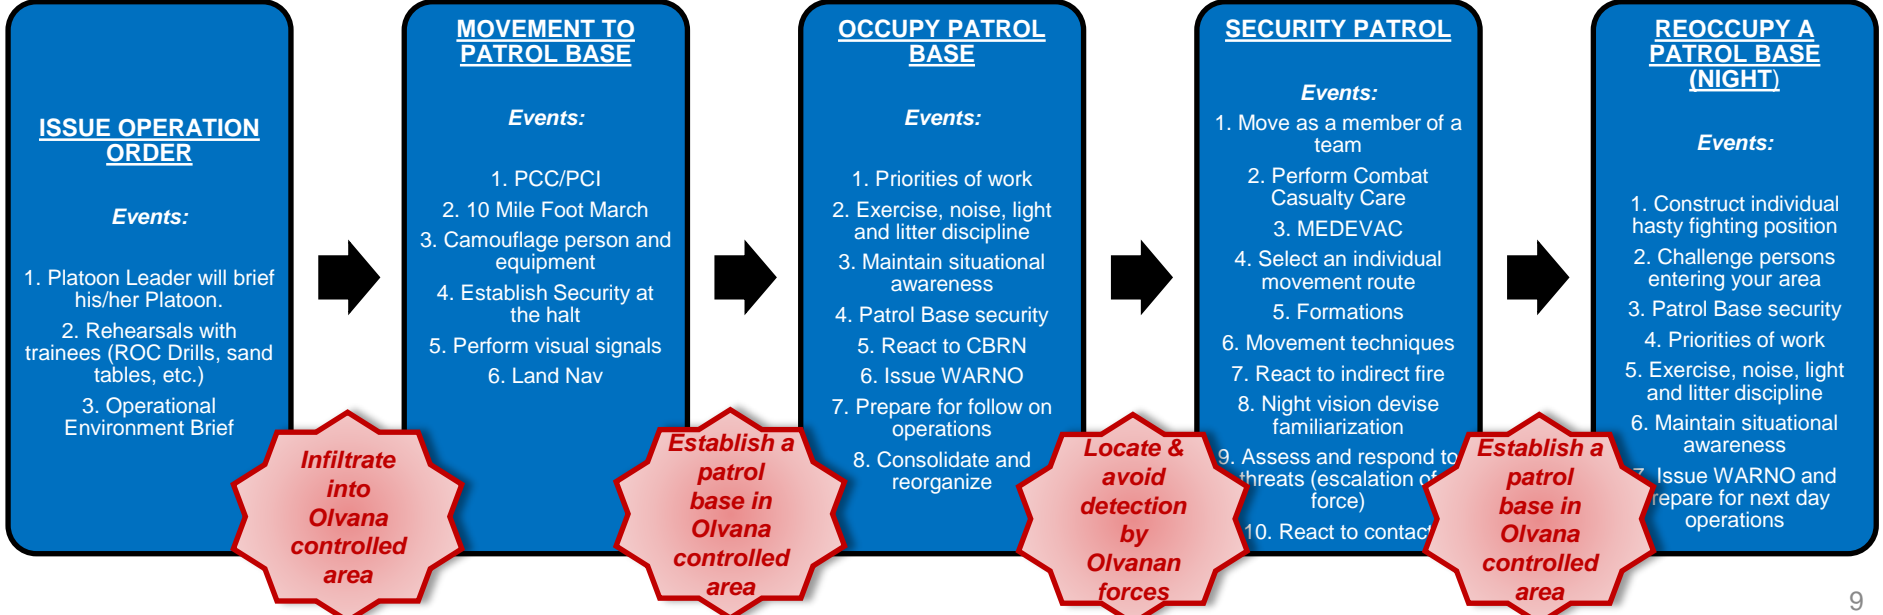 ISSUE OPERATION
ORDER
Events:
1. Platoon Leader will brief
his/her Platoon.
2. Rehearsals with
trainees (ROC Drills, sand
tables, etc.)
3. Operational
Environment Brief
Infiltrate
into
Olvana
controlled
area
MOVEMENT TO
PATROL BASE
Events:
1. PCC/PCI
2. 10 Mile Foot March
3. Camouflage person and
equipment
4. Establish Security at
the halt
5. Perform visual signals
6. Land Nav
Establish a
patrol
base in
Olvana
controlled
area
OCCUPY PATROL
BASE
Events:
1. Priorities of work
2. Exercise, noise, light
and litter discipline
3. Maintain situational
awareness
4. Patrol Base security
5. React to CBRN
6. Issue WARNO
7. Prepare for follow on
operations
8. Consolidate and
reorganize
Locate &
avoid
detection
by
Olvanan
forces
SECURITY PATROL
Events:
1. Move as a member of a
team
2. Perform Combat
Casualty Care
3. MEDEVAC
4. Select an individual
movement route
5. Formations
6. Movement techniques
7. React to indirect fire
8. Night vision devise
familiarization
9. Assess and respond to
threats (escalation of
force)
10. React to contact
Establish a
patrol
base in
Olvana
controlled
area
REOCCUPY A
PATROL BASE
(NIGHT)
Events:
1. Construct individual
hasty fighting position
2. Challenge persons
entering your area
3. Patrol Base security
4. Priorities of work
5. Exercise, noise, light
and litter discipline
6. Maintain situational
awareness
7. Issue WARNO and
prepare for next day
operations
9